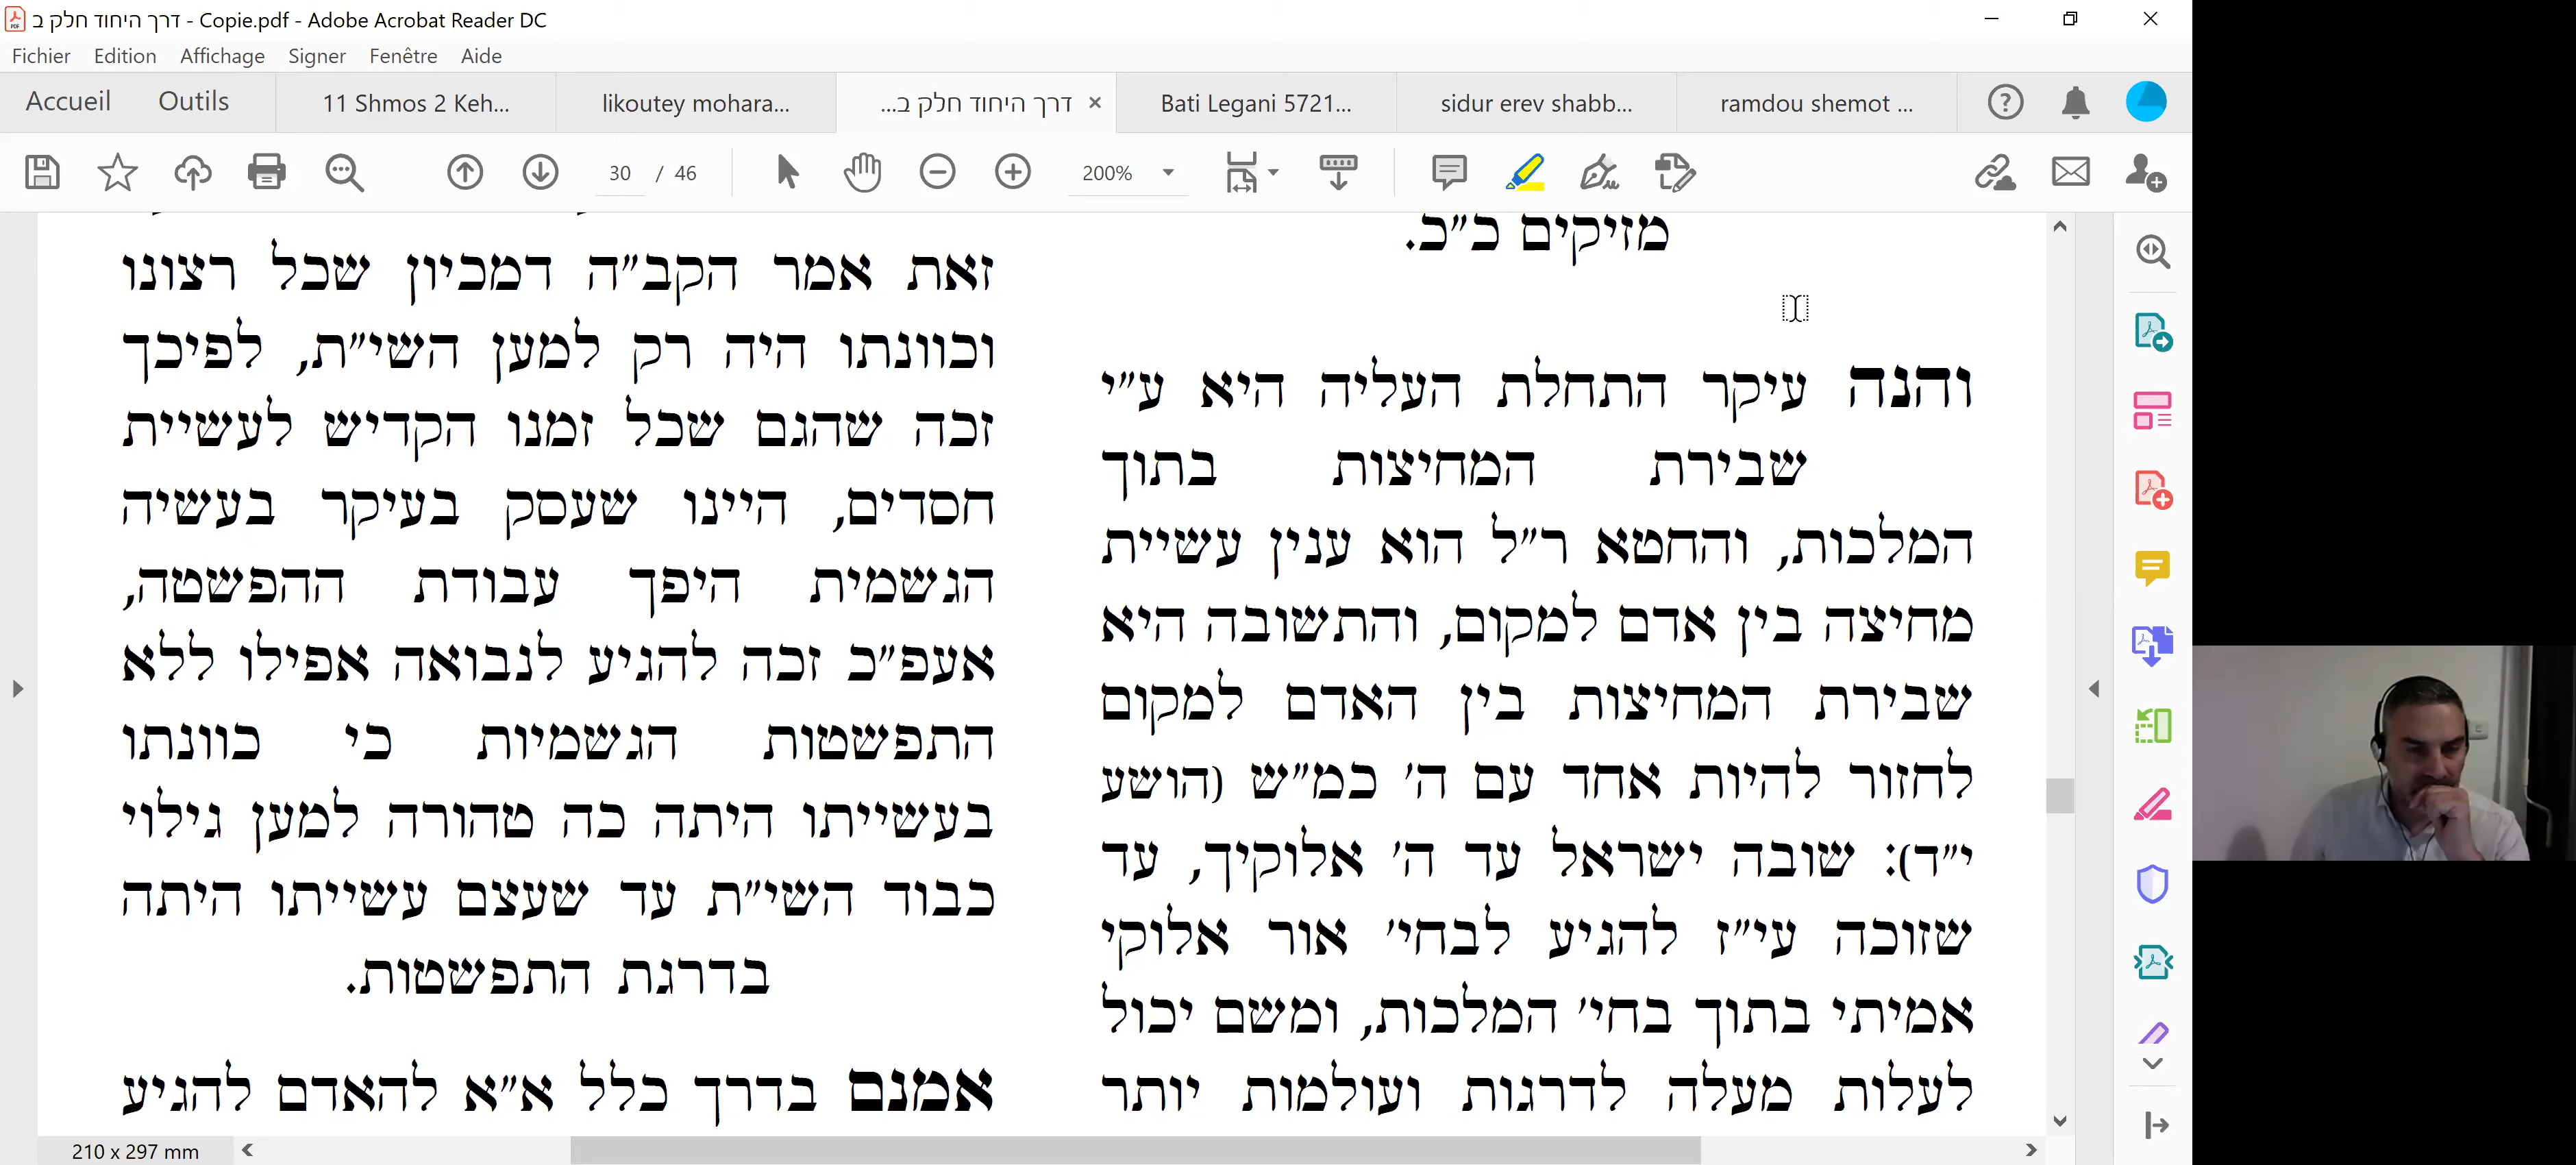 דרך היחוד חלק ב - Copie.pdf - Adobe Acrobat Reader DC
Fichier Edition Affichage Signer Fenêtre Aide
Accueil Outils 11 Shmos 2 Keh... likoutey mohara... דרך היחוד חלק ב... Bati Legani 5721... sidur erev shabb... ramdou shemot ...
30 / 46 200%
מזיקים כ"כ.
והנה עיקר התחלת העליה היא ע"י
שבירת המחיצות בתוך
המלכות, והחטא ר"ל הוא ענין עשיית
מחיצה בין אדם למקום, והתשובה היא
שבירת המחיצות בין האדם למקום
לחזור להיות אחד עם ה' כמ"ש (הושע
י"ד): שובה ישראל עד ה' אלוקיך, עד
שזוכה עי"ז להגיע לבחי' אור אלוקי
אמיתי בתוך בחי' המלכות, ומשם יכול
לעלות מעלה לדרגות ועולמות יותר
זאת אמר הקב"ה דמכיון שכל רצונו
וכוונתו היה רק למען השי"ת, לפיכך
זכה שהגם שכל זמנו הקדיש לעשיית
חסדים, היינו שעסק בעיקר בעשיה
הגשמית היפך עבודת ההפשטה,
אעפ"כ זכה להגיע לנבואה אפילו ללא
התפשטות הגשמיות כי כוונתו
בעשייתו היתה כה טהורה למען גילוי
כבוד השי"ת עד שעצם עשייתו היתה
בדרגת התפשטות.
אמנם בדרך כלל א"א להאדם להגיע
210 x 297 mm